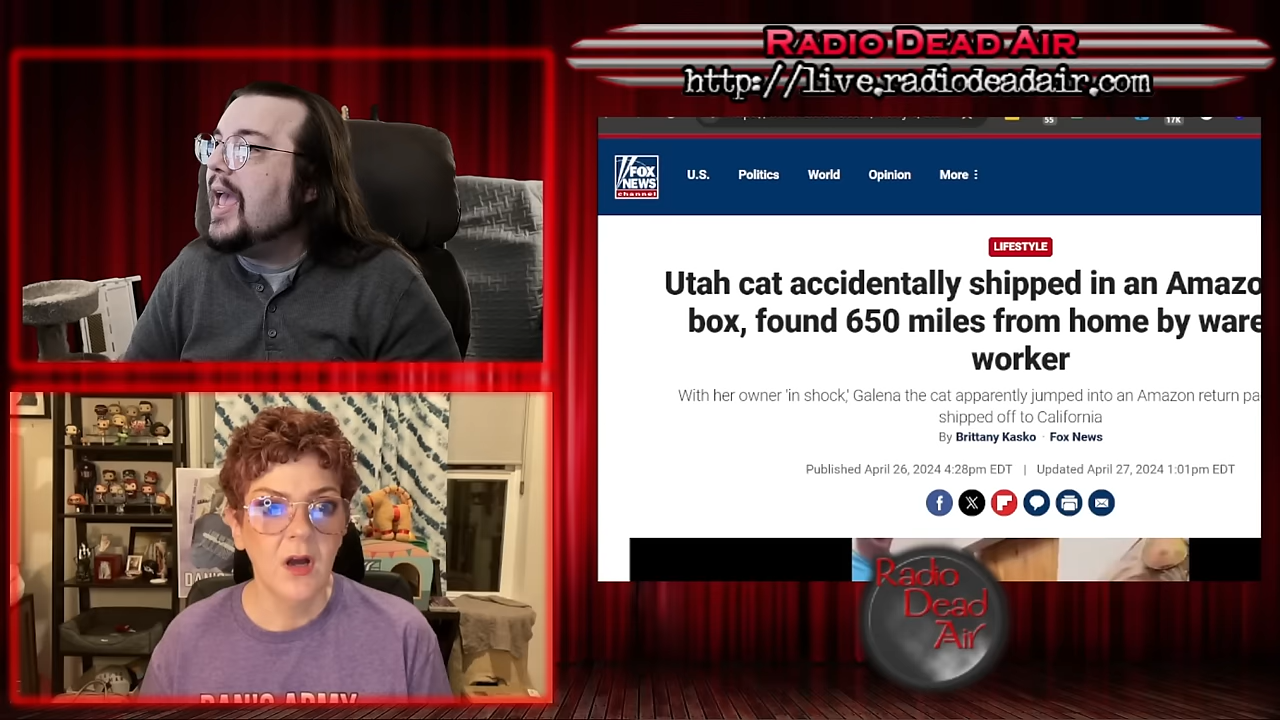 Radio Dead Air
http://live.radiodeadair.com
55
17K
FOX
NEWS
channel
U.S.
Politics
World
Opinion
More
LIFESTYLE
Utah cat accidentally shipped in an Amazo
box, found 650 miles from home by ware
worker
With her owner 'in shock,' Galena the cat apparently jumped into an Amazon return pa
shipped off to California
By Brittany Kasko · Fox News
Published April 26, 2024 4:28pm EDT | Updated April 27, 2024 1:01pm EDT
Radio
Dead
Air